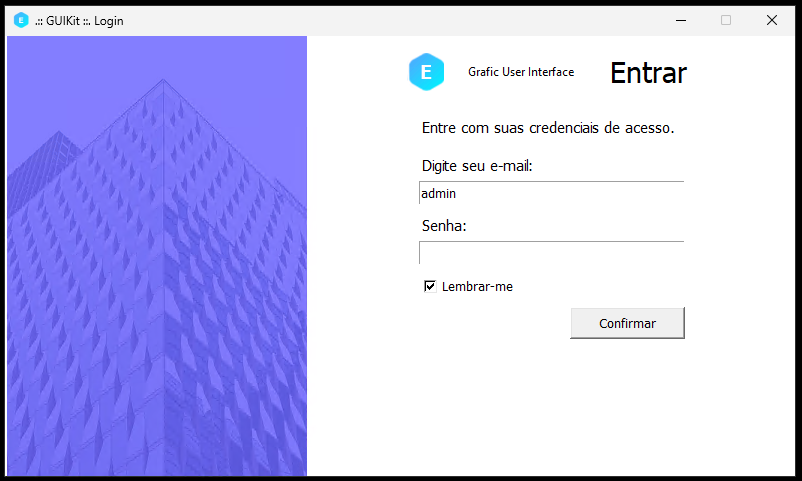 .:: GUIKit ::. Login
E Grafic User Interface Entrar
Entre com suas credenciais de acesso.
Digite seu e-mail:
admin
Senha:
Lembrar-me
Confirmar